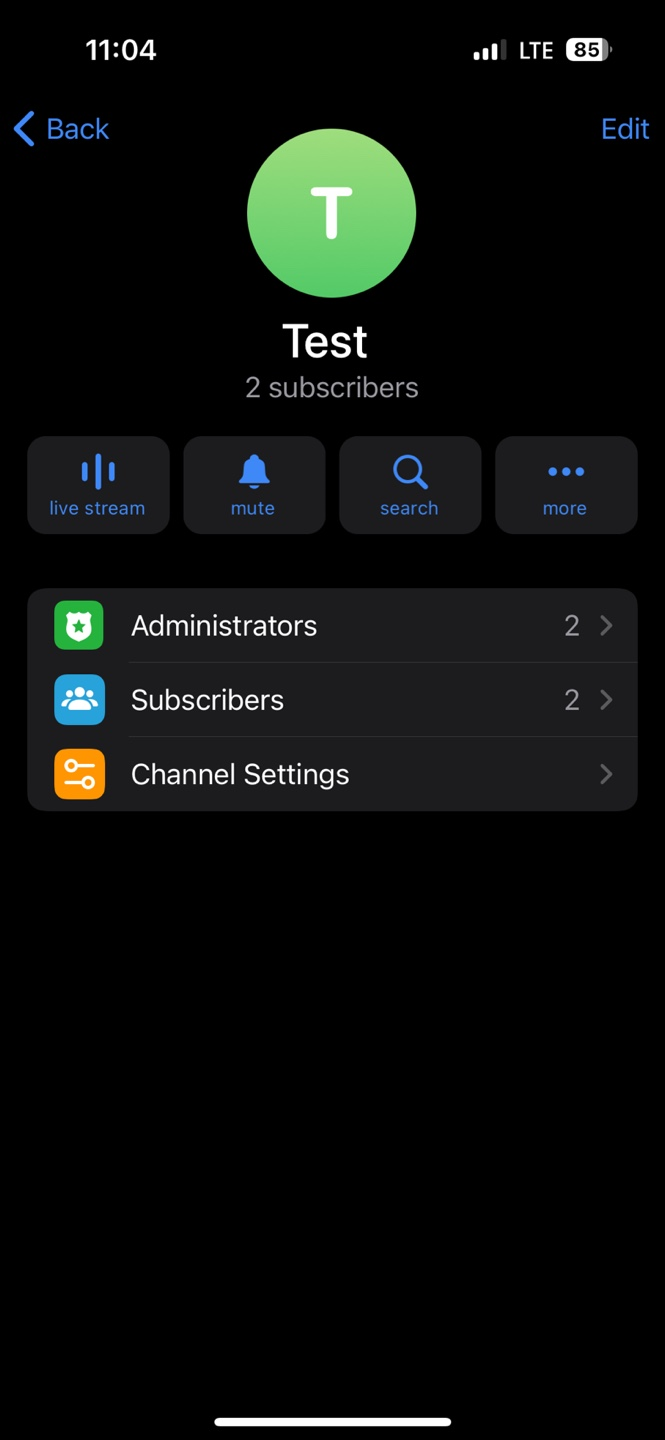 11:04
LTE
85
Back
Edit
T
Test
2 subscribers
live stream
mute
search
more
Administrators 2
Subscribers 2
Channel Settings